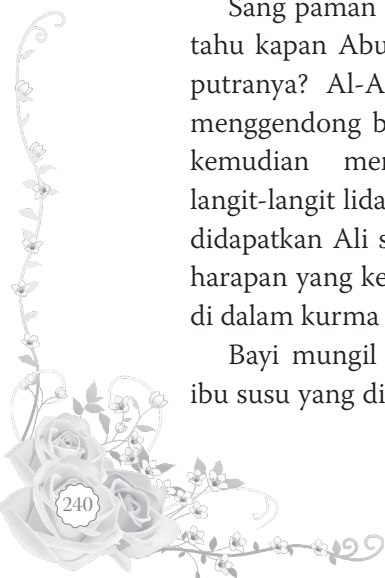 Sang paman
tahu kapan Abu
putranya? Al-A
menggendong b
kemudian men
langit-langit lida
didapatkan Ali s
harapan yang ke
di dalam kurma
Bayi mungil
ibu susu yang di
240